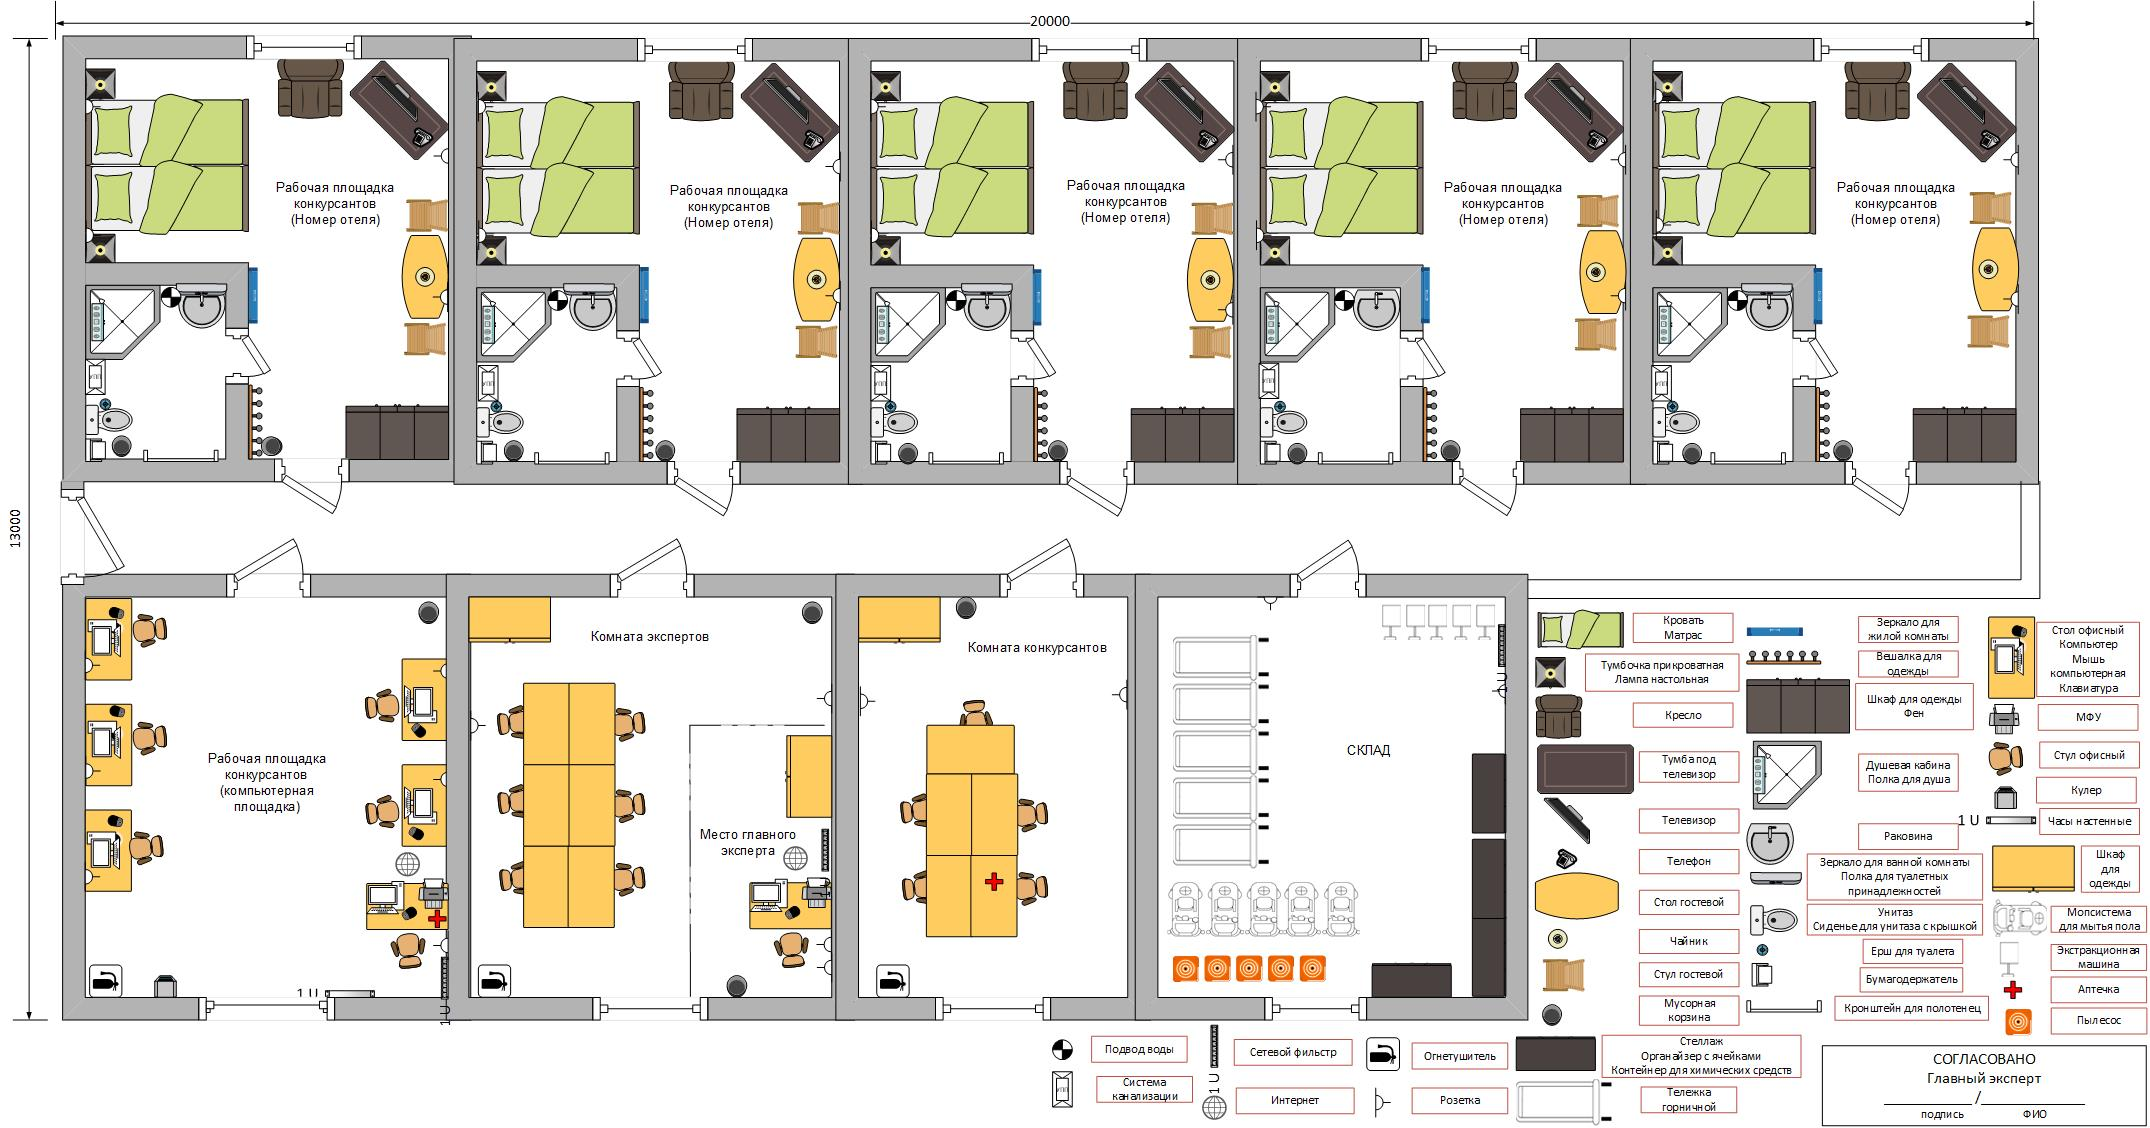 20000
13000
Рабочая площадка
конкурсантов
(Номер отеля)
Рабочая площадка
конкурсантов
(Номер отеля)
Рабочая площадка
конкурсантов
(Номер отеля)
Рабочая площадка
конкурсантов
(Номер отеля)
Рабочая площадка
конкурсантов
(Номер отеля)
Рабочая площадка
конкурсантов
(компьютерная
площадка)
1 U
1 U
Комната экспертов
Место главного
эксперта
Комната конкурсантов
СКЛАД
1 U
Кровать
Матрас
Тумбочка прикроватная
Лампа настольная
Кресло
Тумба под
телевизор
Телевизор
Телефон
Стол гостевой
Чайник
Стул гостевой
Мусорная
корзина
Зеркало для
жилой комнаты
Вешалка для
одежды
Шкаф для одежды
Фен
Душевая кабина
Полка для душа
Раковина
Зеркало для ванной комнаты
Полка для туалетных
принадлежностей
Унитаз
Сиденье для унитаза с крышкой
Ерш для туалета
Бумагодержатель
Кронштейн для полотенец
Стол офисный
Компьютер
Мышь
компьютерная
Клавиатура
МФУ
Стул офисный
Кулер
1 U
Часы настенные
Шкаф
для
одежды
Мопсистема
для мытья пола
Экстракционная
машина
Аптечка
Пылесос
Подвод воды
Система
канализации
Сетевой фильтр
1 U
Интернет
Огнетушитель
Розетка
Стеллаж
Органайзер с ячейками
Контейнер для химических средств
Тележка
горничной
СОГЛАСОВАНО
Главный эксперт
____________ /______________
подпись ФИО